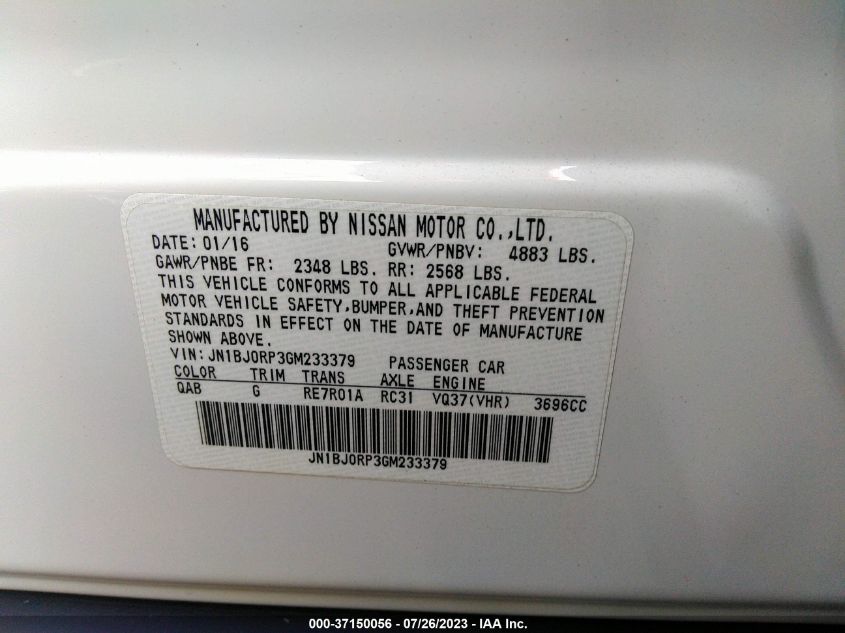 MANUFACTURED BY NISSAN MOTOR CO.,LTD.
DATE: 01/16 GVWR/PNBV: 4883 LBS.
GAWR/PNBE FR: 2348 LBS. RR: 2568 LBS.
THIS VEHICLE CONFORMS TO ALL APPLICABLE FEDERAL
MOTOR VEHICLE SAFETY,BUMPER,AND THEFT PREVENTION
STANDARDS IN EFFECT ON THE DATE OF MANUFACTURE
SHOWN ABOVE.
VIN:JN1BJ0RP3GM233379 PASSENGER CAR
COLOR TRIM TRANS AXLE ENGINE
QAB G RE7R01A RC31 VQ37(VHR) 3696CC
JN1BJ0RP3GM233379
000-37150056 - 07/26/2023 - IAA Inc.